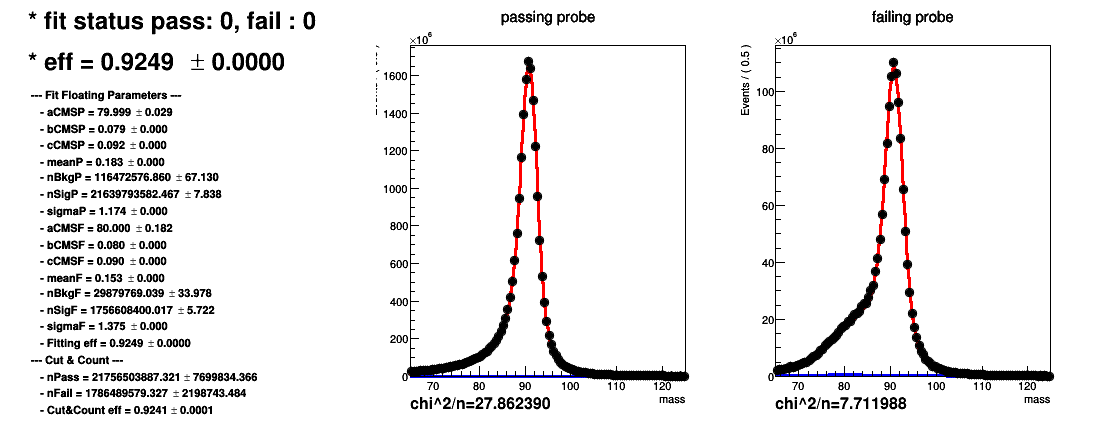 * fit status pass: 0, fail : 0
* eff = 0.9249 ± 0.0000
--- Fit Floating Parameters ---
- aCMSP = 79.999 ± 0.029
- bCMSP = 0.079 ± 0.000
- cCMSP = 0.092 ± 0.000
- meanP = 0.183 ± 0.000
- nBkgP = 116472576.860 ± 67.130
- nSigP = 21639793582.467 ± 7.838
- sigmaP = 1.174 ± 0.000
- aCMSF = 80.000 ± 0.182
- bCMSF = 0.080 ± 0.000
- cCMSF = 0.090 ± 0.000
- meanF = 0.153 ± 0.000
- nBkgF = 29879769.039 ± 33.978
- nSigF = 1756608400.017 ± 5.722
- sigmaF = 1.375 ± 0.000
- Fitting eff = 0.9249 ± 0.0000
--- Cut & Count ---
- nPass = 21756503887.321 ± 7699834.366
- nFail = 1786489579.327 ± 2198743.484
- Cut&Count eff = 0.9241 ± 0.0001
passing probe
×10⁶
1600
1400
1200
1000
800
600
400
200
0
70 80 90 100 110 120
mass
chi^2/n=27.862390
failing probe
×10⁶
Events / ( 0.5 )
100
80
60
40
20
0
70 80 90 100 110 120
mass
chi^2/n=7.711988